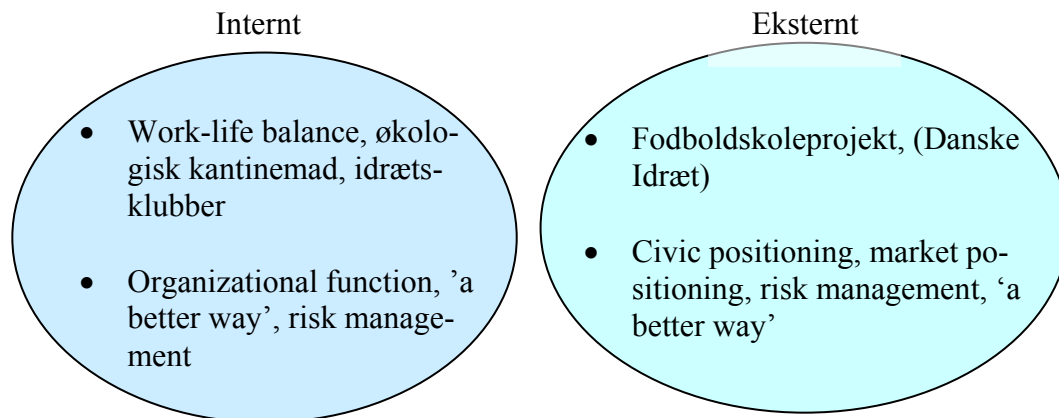 Internt
• Work-life balance, økolo-
gisk kantinemad, idræts-
klubber
• Organizational function, ’a
better way’, risk manage-
ment
Eksternt
• Fodboldskoleprojekt, (Danske
Idræt)
• Civic positioning, market po-
sitioning, risk management, ‘a
better way’